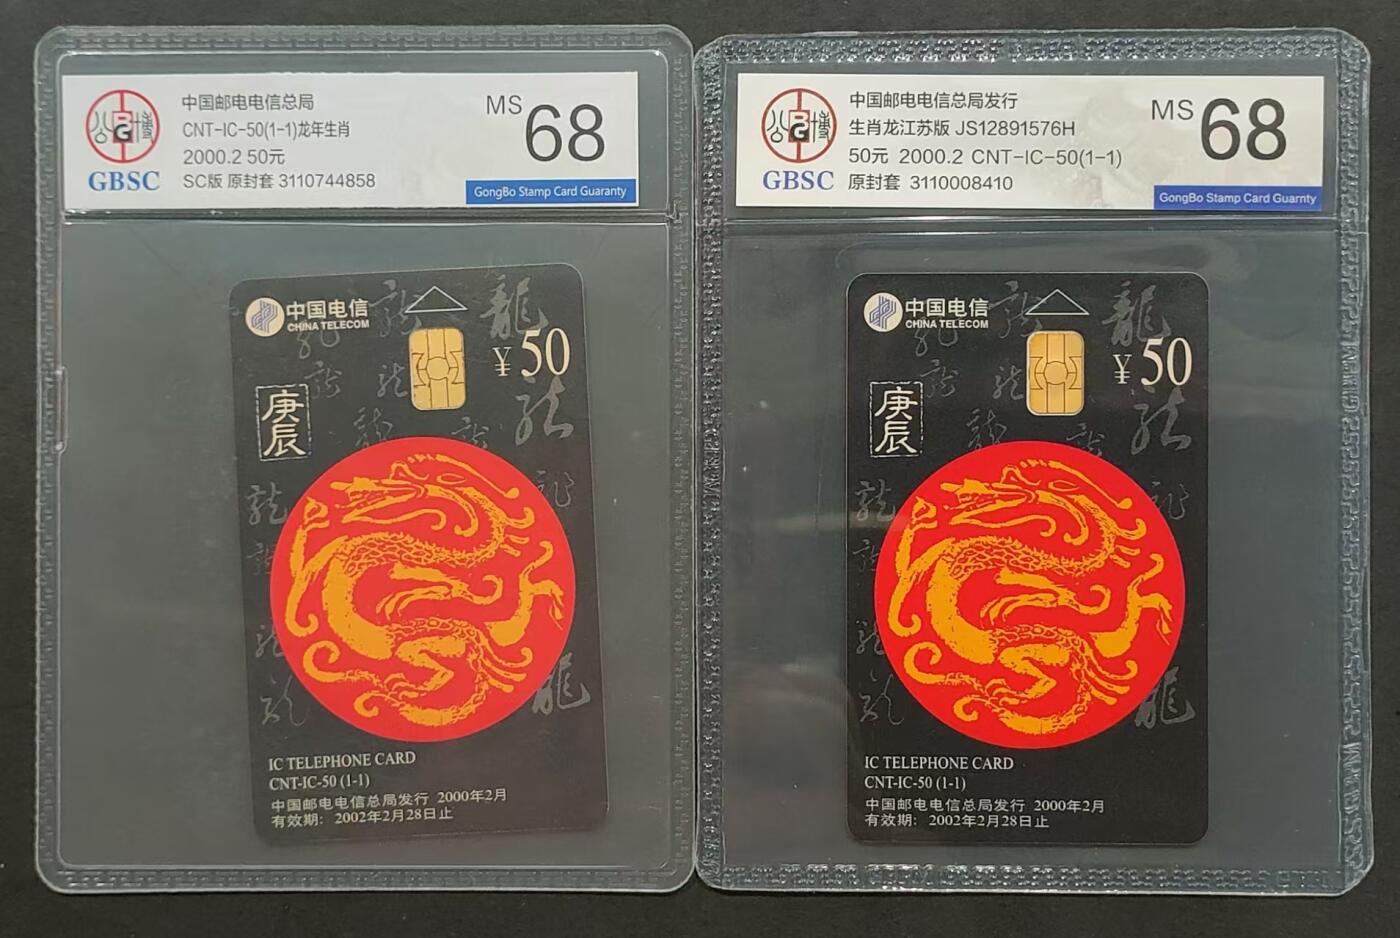 中国邮电电信总局
CNT-IC-50(1-1)龙年生肖
2000.2 50元
SC版 原封套 3110744858
MS 68
公 BG 博
GBSC
GongBo Stamp Card Guaranty
中国电信
CHINA TELECOM
¥50
庚辰
IC TELEPHONE CARD
CNT-IC-50 (1-1)
中国邮电电信总局发行 2000年2月
有效期: 2002年2月28日止
中国邮电电信总局发行
生肖龙江苏版 JS12891576H
50元 2000.2 CNT-IC-50(1-1)
原封套 3110008410
MS 68
公 BG 博
GBSC
GongBo Stamp Card Guarnty
中国电信
CHINA TELECOM
¥50
庚辰
IC TELEPHONE CARD
CNT-IC-50 (1-1)
中国邮电电信总局发行 2000年2月
有效期: 2002年2月28日止